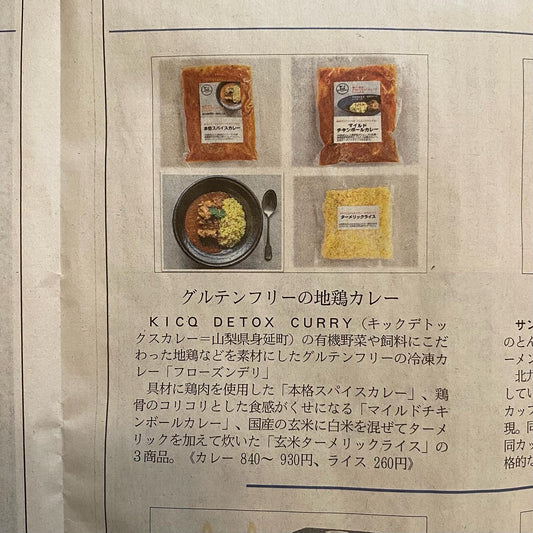 本格スパイスカレー
マイルド
チキンボールカレー
ターメリックライス
グルテンフリーの地鶏カレー
KICQ DETOX CURRY（キックデトッ
クスカレー＝山梨県身延町）の有機野菜や飼料にこだ
わった地鶏などを素材にしたグルテンフリーの冷凍カ
レー「フローズンデリ」
具材に鶏肉を使用した「本格スパイスカレー」、鶏
骨のコリコリとした食感がくせになる「マイルドチキ
ンボールカレー」、国産の玄米に白米を混ぜてターメ
リックを加えて炊いた「玄米ターメリックライス」の
３商品。《カレー 840～ 930円、ライス 260円》
サン
のとん
ーメン
北九
してい
カップ
現。同
同カッ
格的な